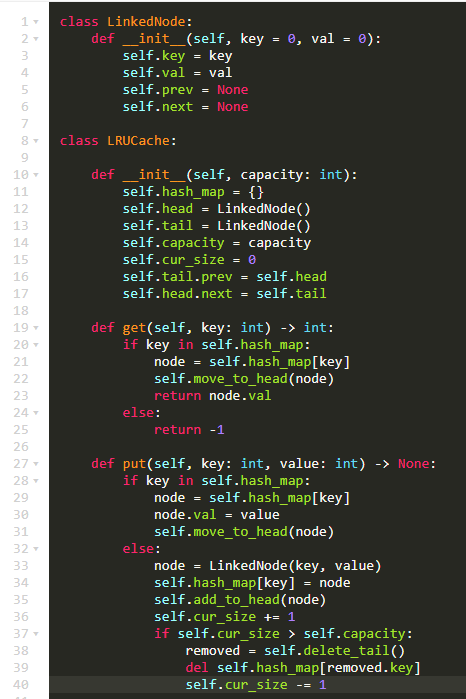 1 class LinkedNode:
2     def __init__(self, key = 0, val = 0):
3         self.key = key
4         self.val = val
5         self.prev = None
6         self.next = None
7
8 class LRUCache:
9
10     def __init__(self, capacity: int):
11         self.hash_map = {}
12         self.head = LinkedNode()
13         self.tail = LinkedNode()
14         self.capacity = capacity
15         self.cur_size = 0
16         self.tail.prev = self.head
17         self.head.next = self.tail
18
19     def get(self, key: int) -> int:
20         if key in self.hash_map:
21             node = self.hash_map[key]
22             self.move_to_head(node)
23             return node.val
24         else:
25             return -1
26
27     def put(self, key: int, value: int) -> None:
28         if key in self.hash_map:
29             node = self.hash_map[key]
30             node.val = value
31             self.move_to_head(node)
32         else:
33             node = LinkedNode(key, value)
34             self.hash_map[key] = node
35             self.add_to_head(node)
36             self.cur_size += 1
37             if self.cur_size > self.capacity:
38                 removed = self.delete_tail()
39                 del self.hash_map[removed.key]
40                 self.cur_size -= 1